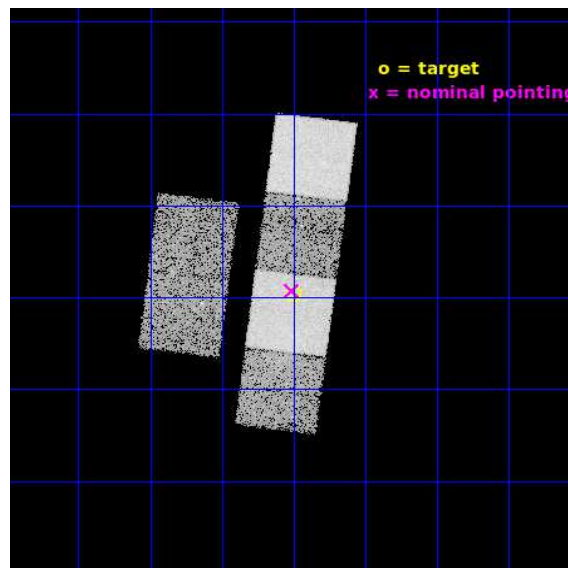 o = target
x = nominal pointing